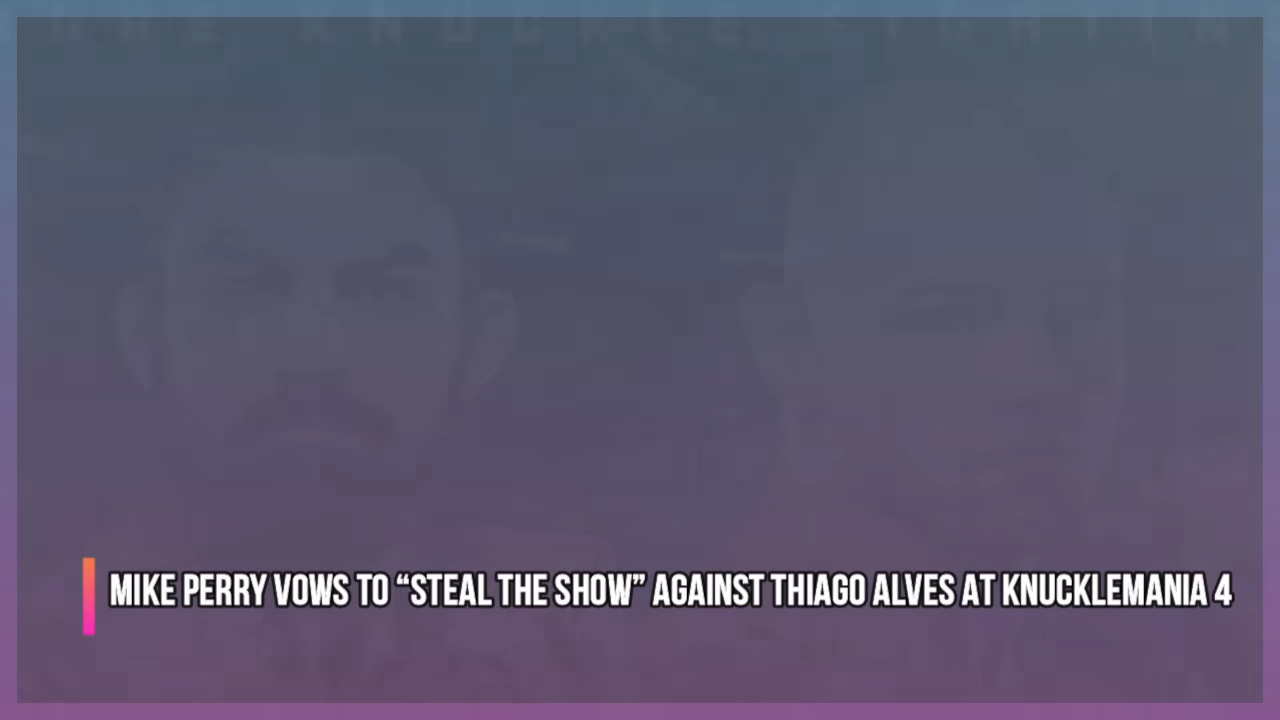 MIKE PERRY VOWS TO “STEAL THE SHOW” AGAINST THIAGO ALVES AT KNUCKLEMANIA 4